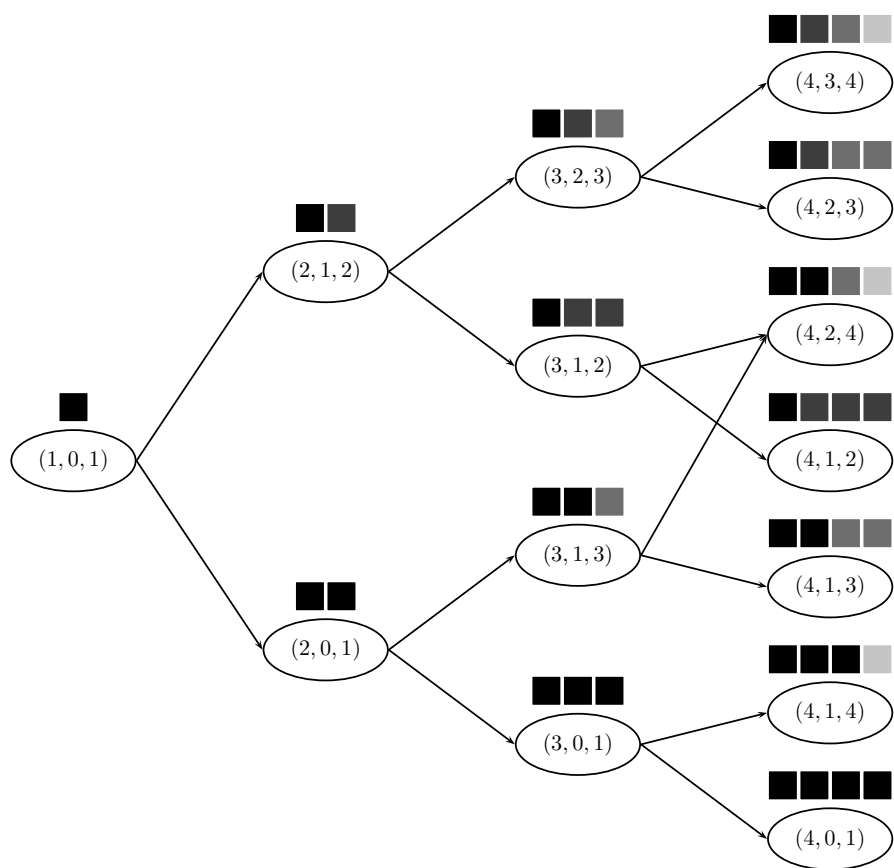 (4, 3, 4)
(3, 2, 3)
(4, 2, 3)
(2, 1, 2)
(4, 2, 4)
(3, 1, 2)
(1, 0, 1)
(4, 1, 2)
(3, 1, 3)
(4, 1, 3)
(2, 0, 1)
(4, 1, 4)
(3, 0, 1)
(4, 0, 1)